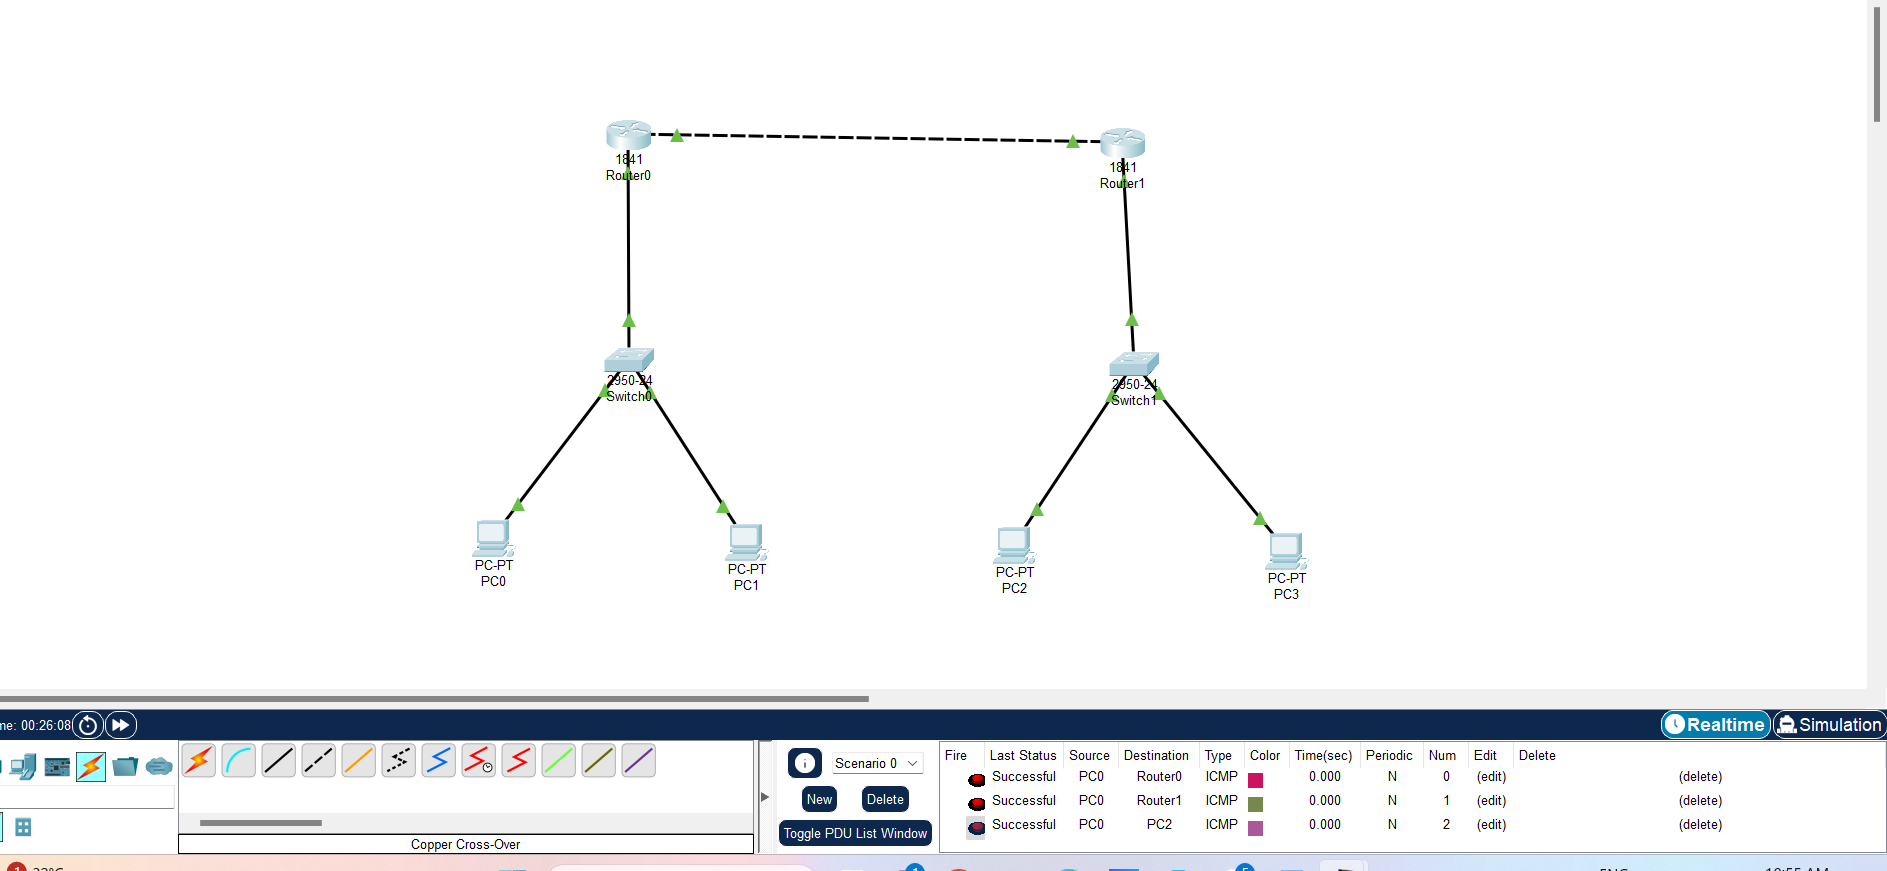 1841
Router0
1841
Router1
2950-24
Switch0
2950-24
Switch1
PC-PT
PC0
PC-PT
PC1
PC-PT
PC2
PC-PT
PC3
me: 00:26:08
Realtime
Simulation
Scenario 0
New
Delete
Toggle PDU List Window
Copper Cross-Over
Fire Last Status Source Destination Type Color Time(sec) Periodic Num Edit Delete
Successful PC0 Router0 ICMP 0.000 N 0 (edit) (delete)
Successful PC0 Router1 ICMP 0.000 N 1 (edit) (delete)
Successful PC0 PC2 ICMP 0.000 N 2 (edit) (delete)